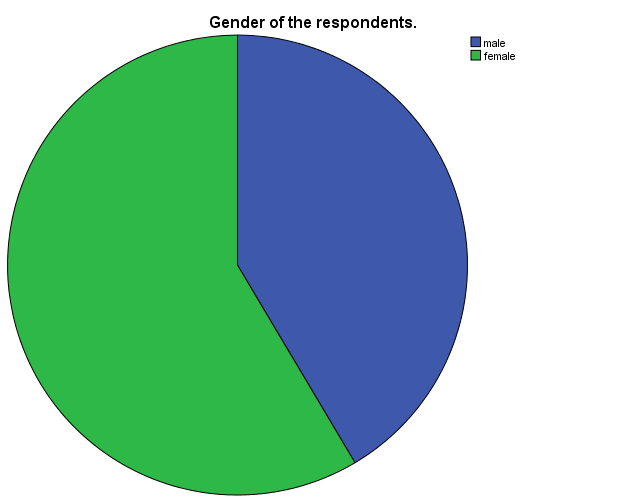 Gender of the respondents.
male
female